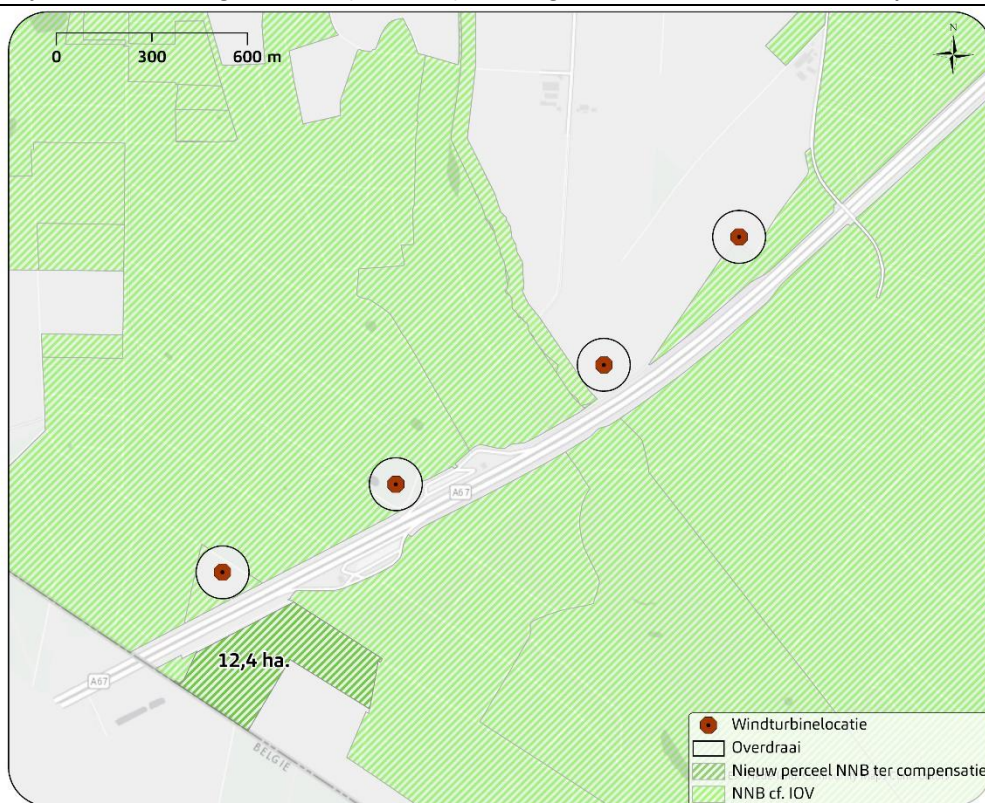 0 300 600 m
N
A67
12,4 ha.
A67
BELGIE
Windturbinelocatie
Overdraai
Nieuw perceel NNB ter compensatie
NNB cf. IOV